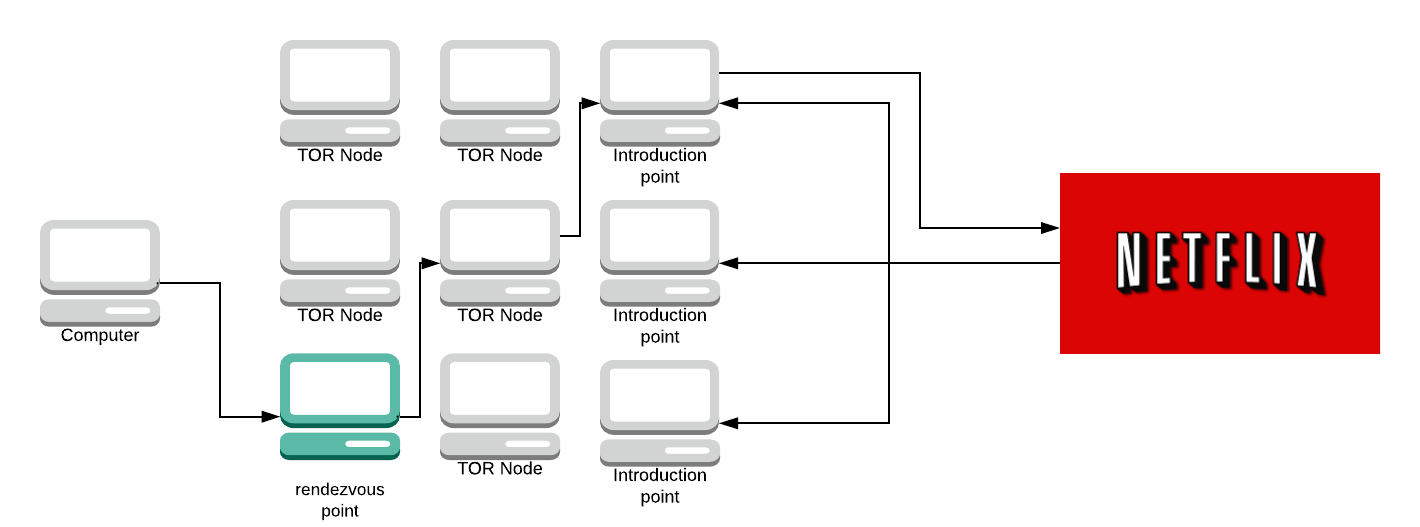 TOR Node
TOR Node
Introduction
point
TOR Node
TOR Node
Introduction
point
Computer
NETFLIX
TOR Node
Introduction
point
rendezvous
point